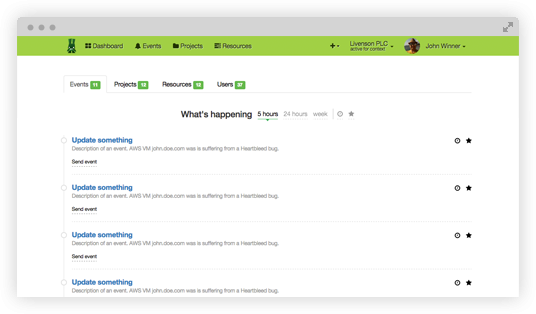 Dashboard Events Projects Resources Livenson PLC John Winner
active for context
Events 11 Projects 12 Resources 12 Users 37
What's happening 5 hours 24 hours week
Update something
Description of an event. AWS VM john.doe.com was is suffering from a Heartbleed bug.
Send event
Update something
Description of an event. AWS VM john.doe.com was is suffering from a Heartbleed bug.
Send event
Update something
Description of an event. AWS VM john.doe.com was is suffering from a Heartbleed bug.
Send event
Update something
Description of an event. AWS VM john.doe.com was is suffering from a Heartbleed bug.